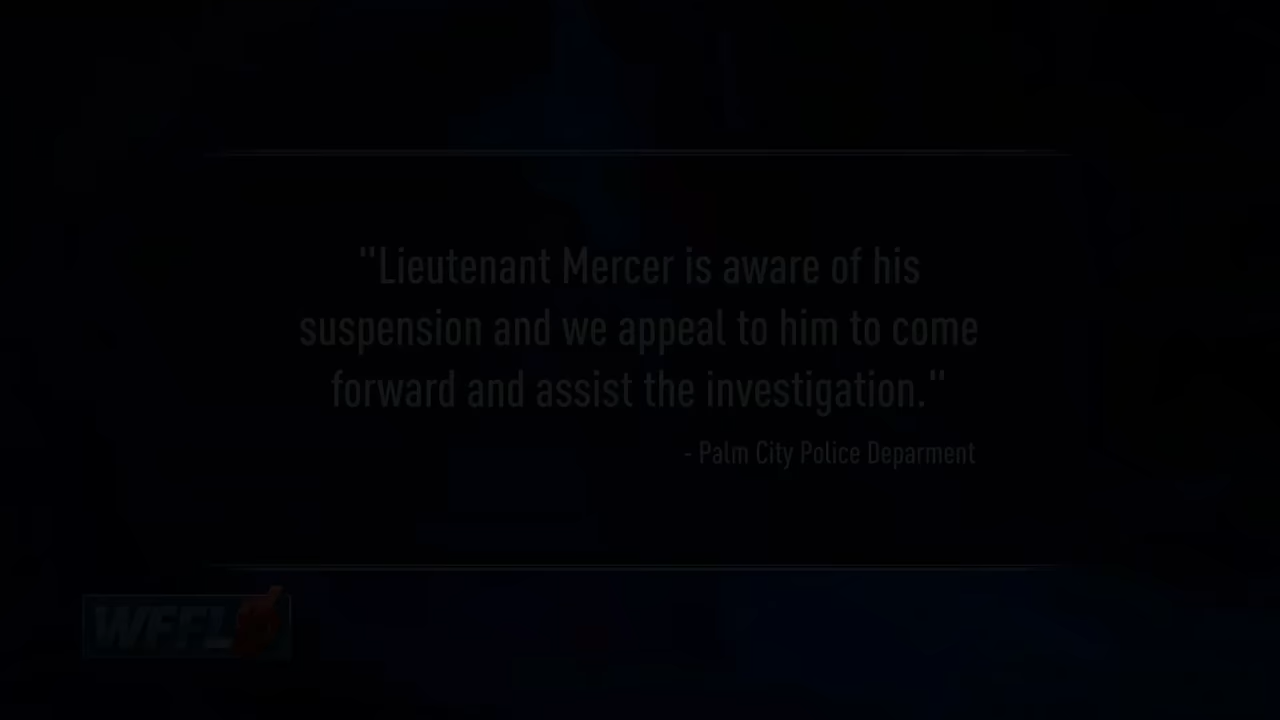 "Lieutenant Mercer is aware of his
suspension and we appeal to him to come
forward and assist the investigation."
- Palm City Police Deparment
WFFL